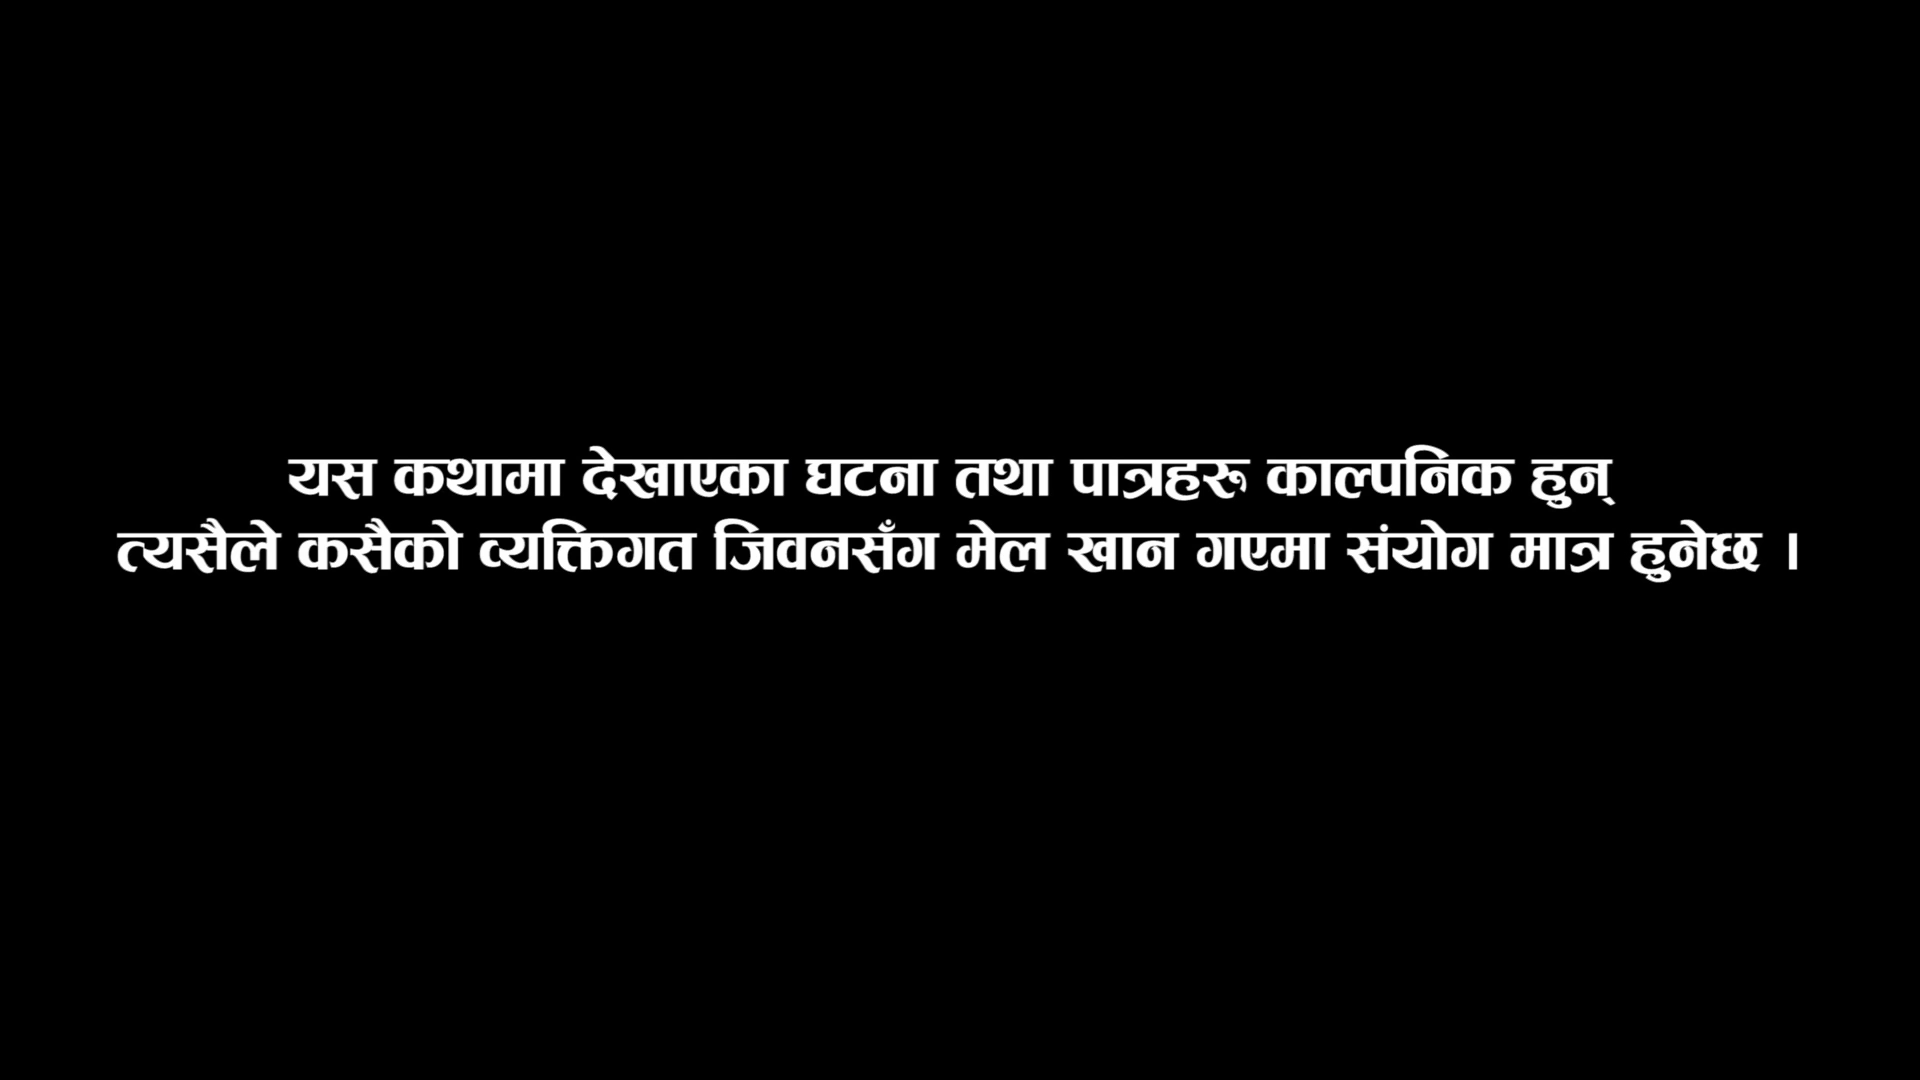 यस कथामा देखाएका घटना तथा पात्रहरू काल्पनिक हुन्
त्यसैले कसैको व्यक्तिगत जिवनसँग मेल खान गएमा संयोग मात्र हुनेछ ।